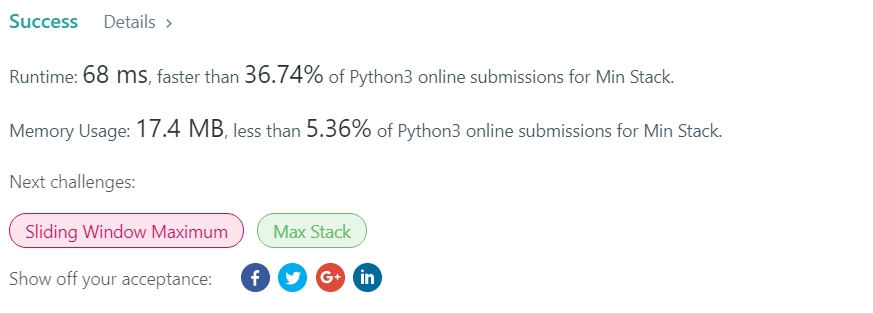 Success Details >
Runtime: 68 ms, faster than 36.74% of Python3 online submissions for Min Stack.
Memory Usage: 17.4 MB, less than 5.36% of Python3 online submissions for Min Stack.
Next challenges:
Sliding Window Maximum Max Stack
Show off your acceptance: f G+ in